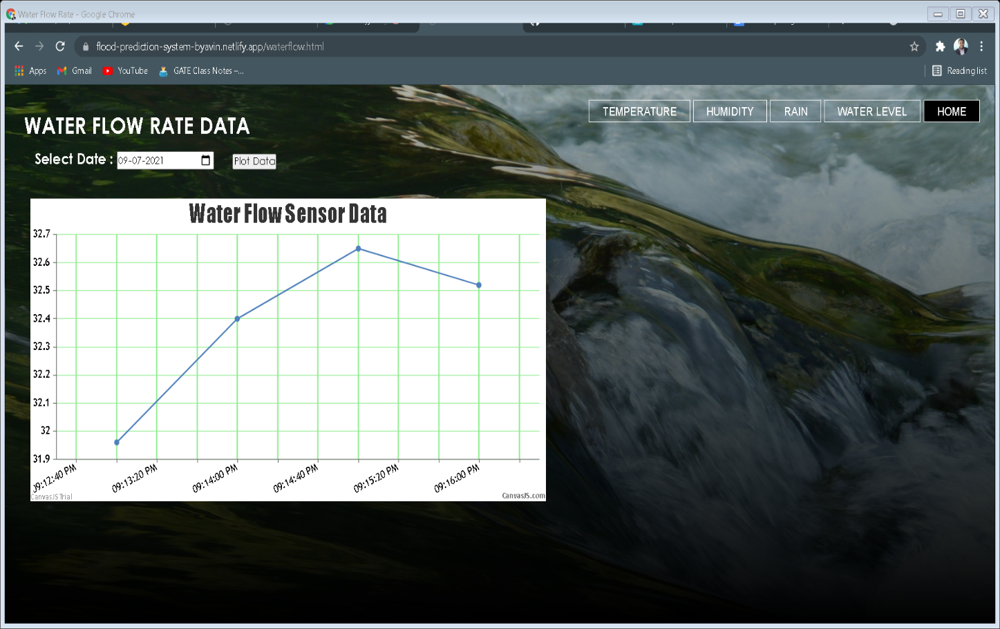 Water Flow Rate - Google Chrome
flood-prediction-system-byavin.netlify.app/waterflow.html
Apps Gmail YouTube GATE Class Notes –... Reading list
TEMPERATURE HUMIDITY RAIN WATER LEVEL HOME
WATER FLOW RATE DATA
Select Date : 09-07-2021 Plot Data
Water Flow Sensor Data
32.7
32.6
32.5
32.4
32.3
32.2
32.1
32
31.9
09:12:40 PM 09:13:20 PM 09:14:00 PM 09:14:40 PM 09:15:20 PM 09:16:00 PM
CanvasJS Trial CanvasJS.com